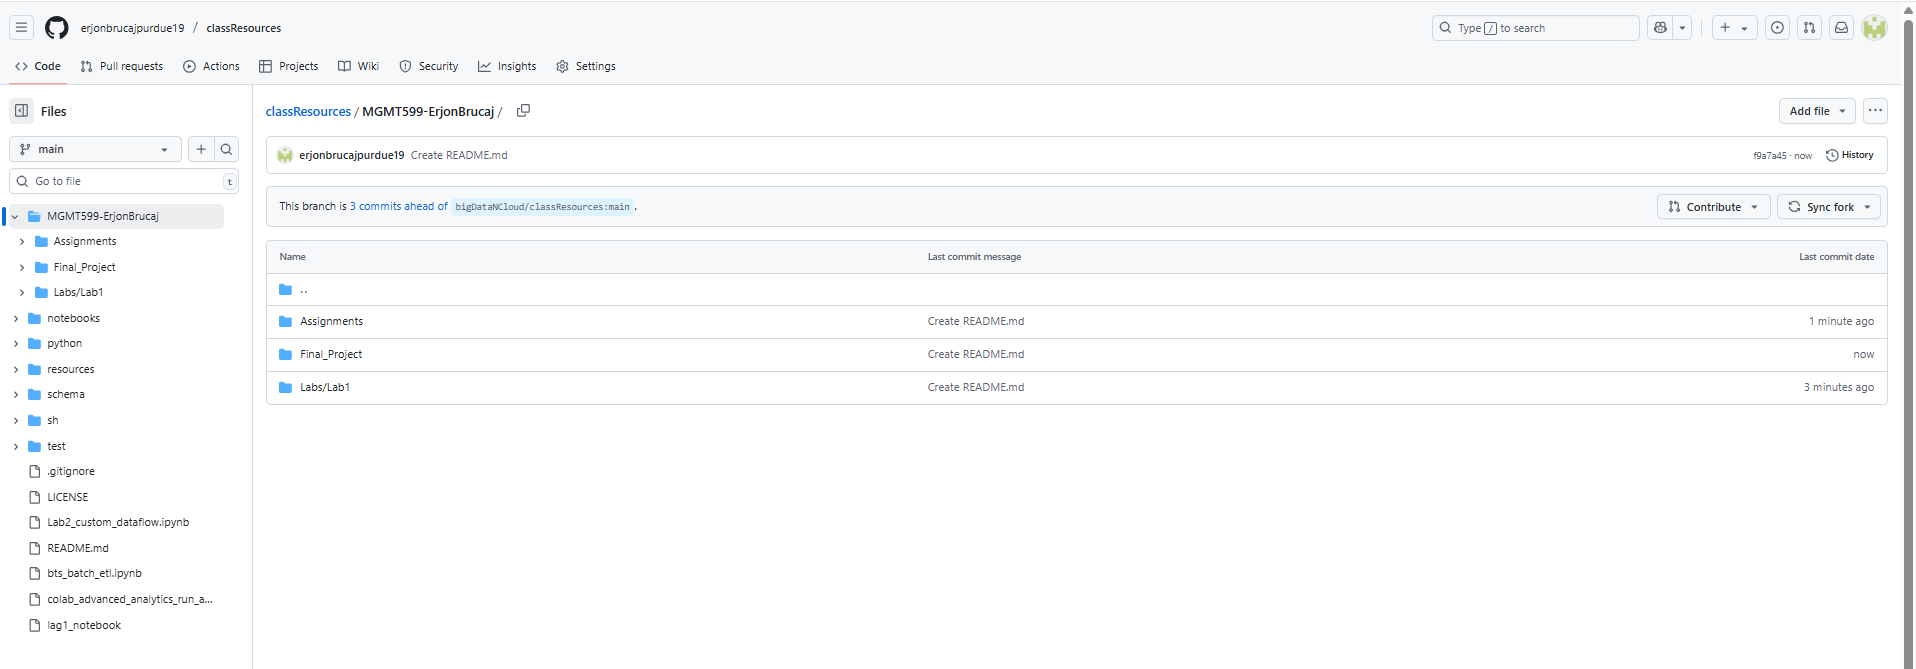 erjonbrucajpurdue19 / classResources
Type / to search
Code Pull requests Actions Projects Wiki Security Insights Settings
Files
main
Go to file
t
MGMT599-ErjonBrucaj
Assignments
Final_Project
Labs/Lab1
notebooks
python
resources
schema
sh
test
.gitignore
LICENSE
Lab2_custom_dataflow.ipynb
README.md
bts_batch_etl.ipynb
colab_advanced_analytics_run_a...
lag1_notebook
classResources / MGMT599-ErjonBrucaj /
Add file
erjonbrucajpurdue19 Create README.md
f9a7a45 · now History
This branch is 3 commits ahead of bigDataNCloud/classResources:main .
Contribute Sync fork
Name Last commit message Last commit date
..
Assignments Create README.md 1 minute ago
Final_Project Create README.md now
Labs/Lab1 Create README.md 3 minutes ago